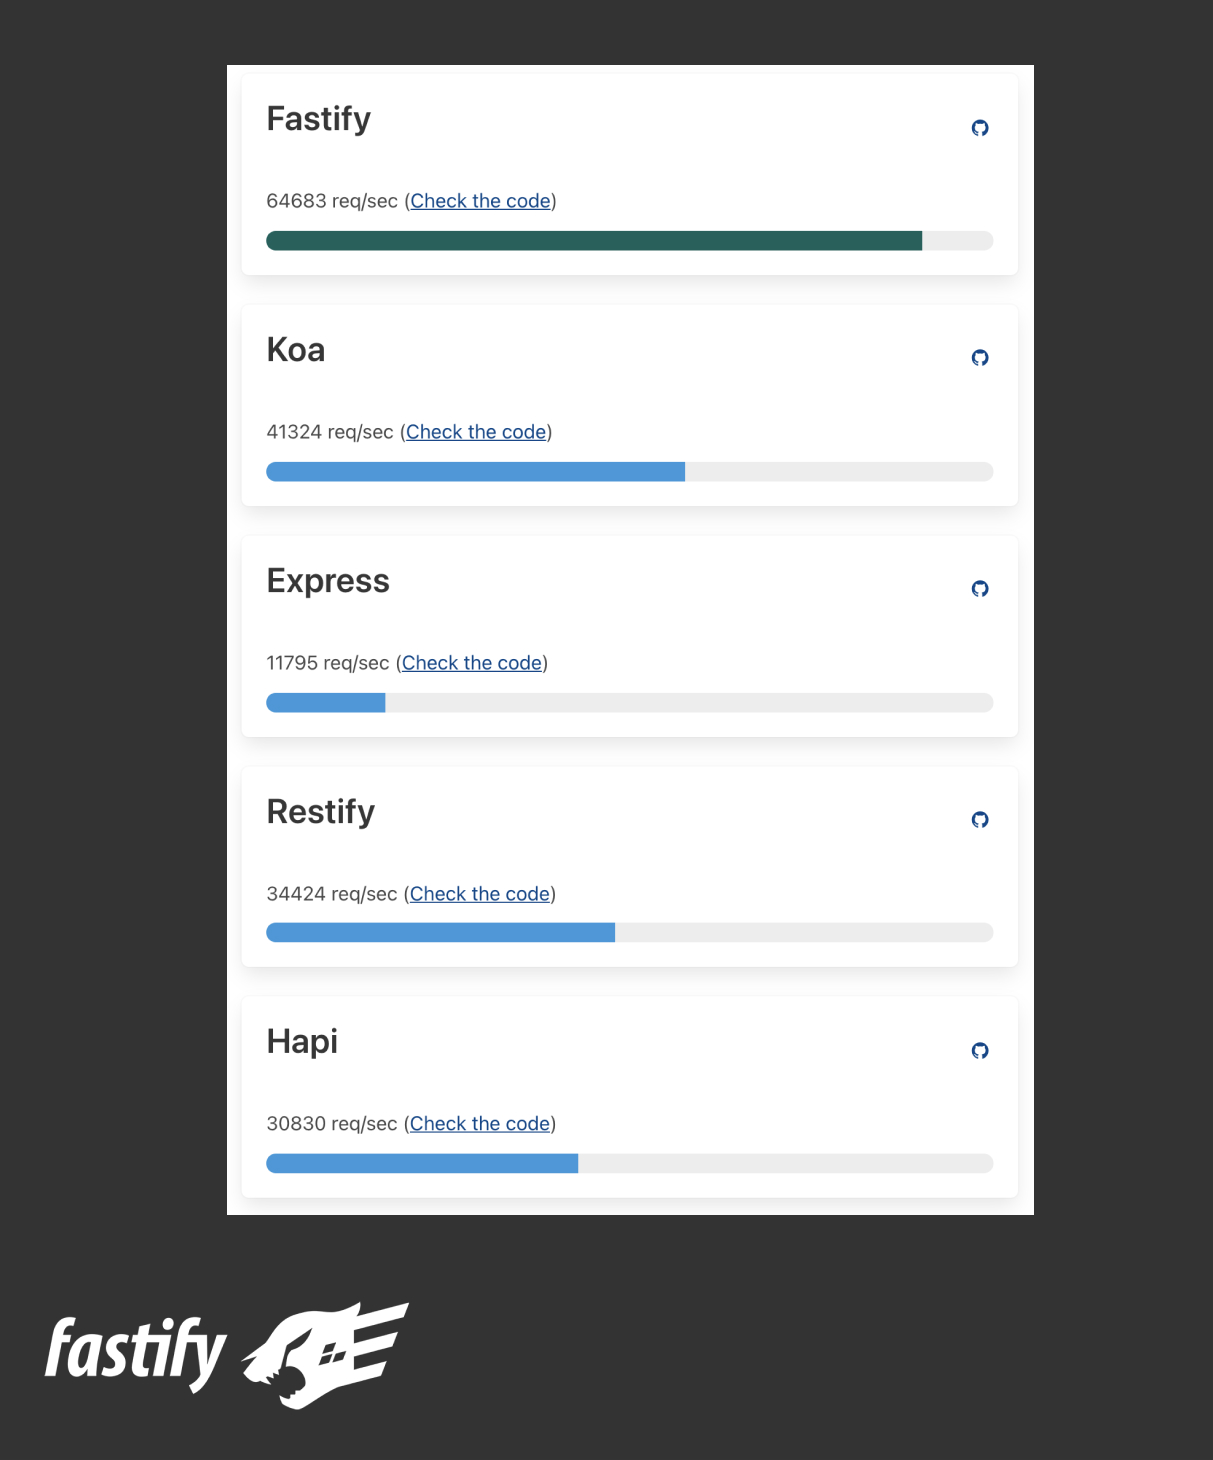 Fastify
64683 req/sec (Check the code)
Koa
41324 req/sec (Check the code)
Express
11795 req/sec (Check the code)
Restify
34424 req/sec (Check the code)
Hapi
30830 req/sec (Check the code)
fastify